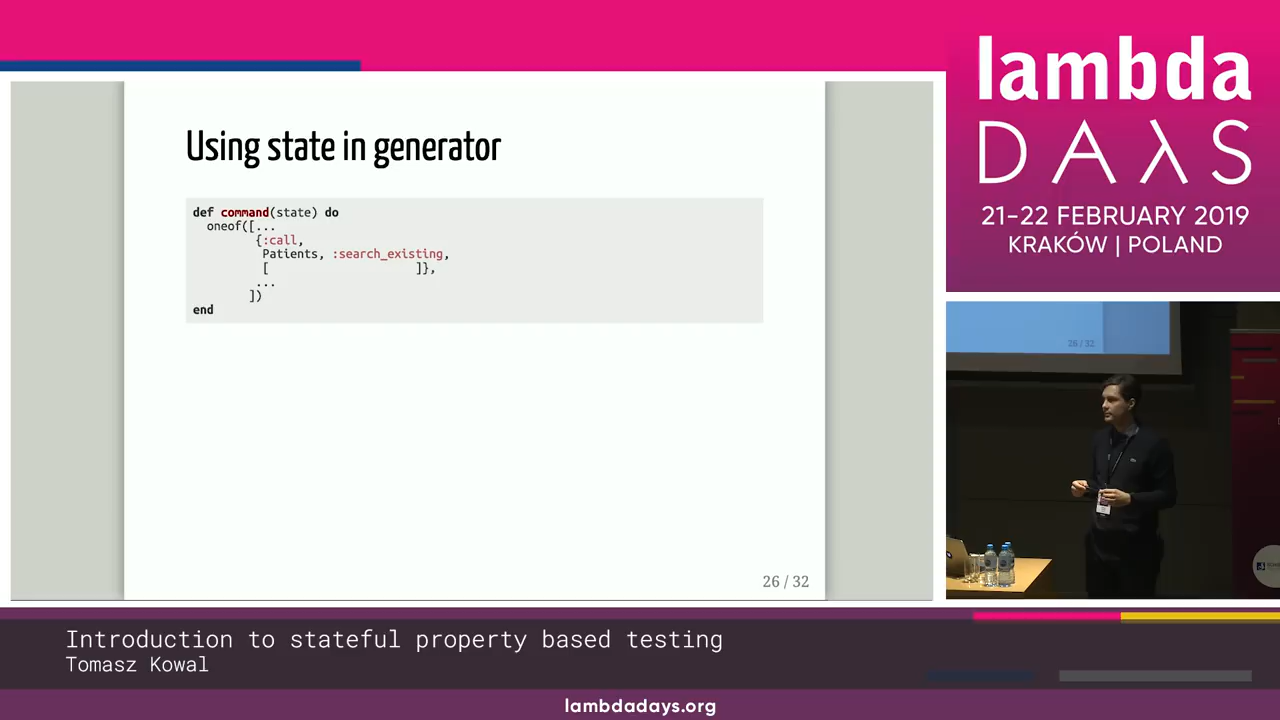 lambda
DAλS
21–22 FEBRUARY 2019
KRAKÓW | POLAND
Using state in generator
def command(state) do
oneof([...
{:call,
Patients, :search_existing,
[ ]},
...
])
end
26 / 32
26 / 32
Introduction to stateful property based testing
Tomasz Kowal
lambdadays.org